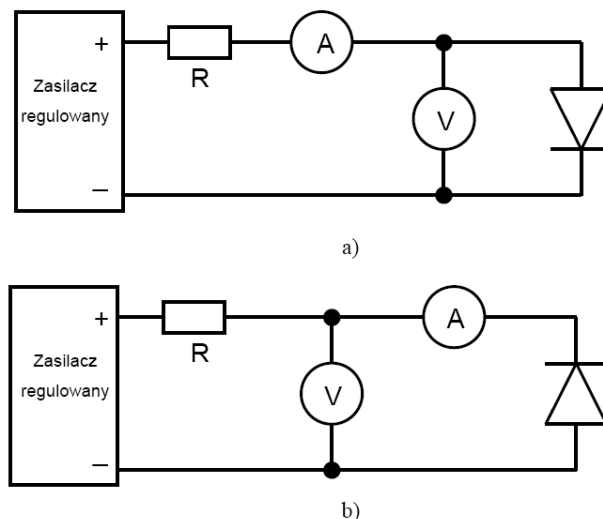 +
A
Zasilacz
regulowany
R
V
–
a)
+
A
Zasilacz
regulowany
R
V
–
b)